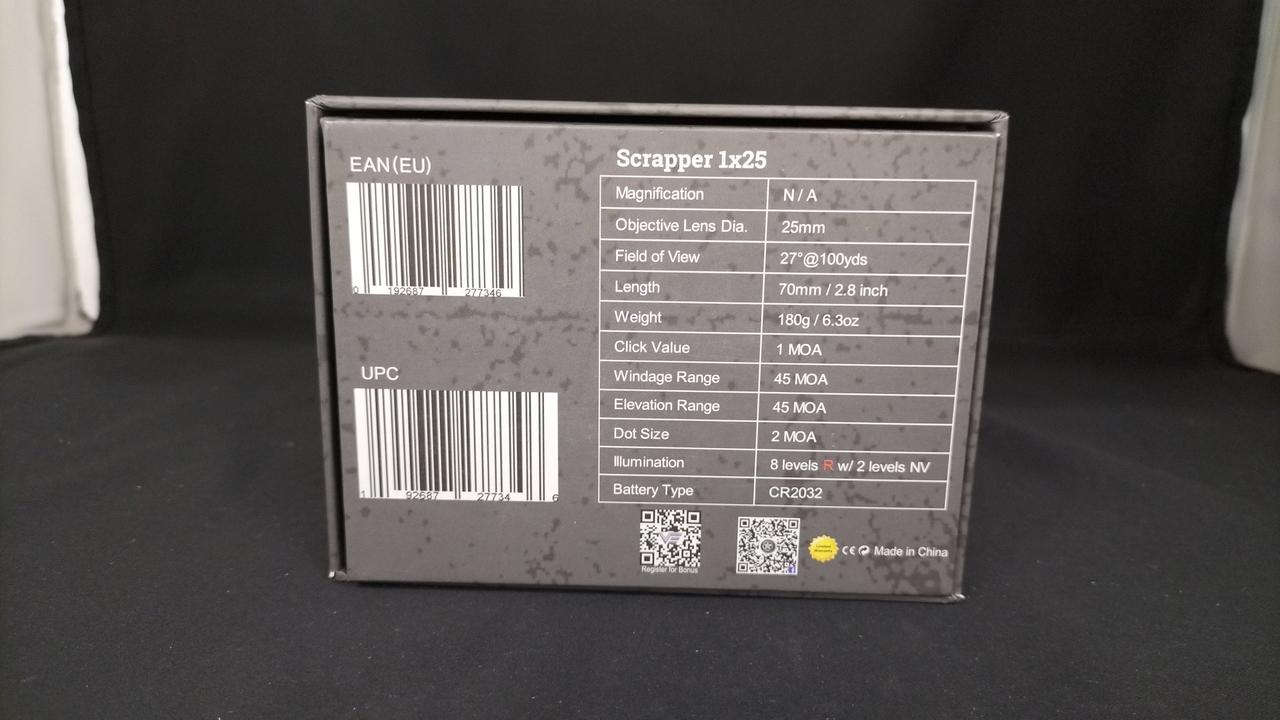 EAN(EU)
0 192687 277346
UPC
1 92687 27734 6
Scrapper 1x25
Magnification N / A
Objective Lens Dia. 25mm
Field of View 27°@100yds
Length 70mm / 2.8 inch
Weight 180g / 6.3oz
Click Value 1 MOA
Windage Range 45 MOA
Elevation Range 45 MOA
Dot Size 2 MOA
Illumination 8 levels R w/ 2 levels NV
Battery Type CR2032
Register for Bonus
Limited
Warranty
CE Made in China